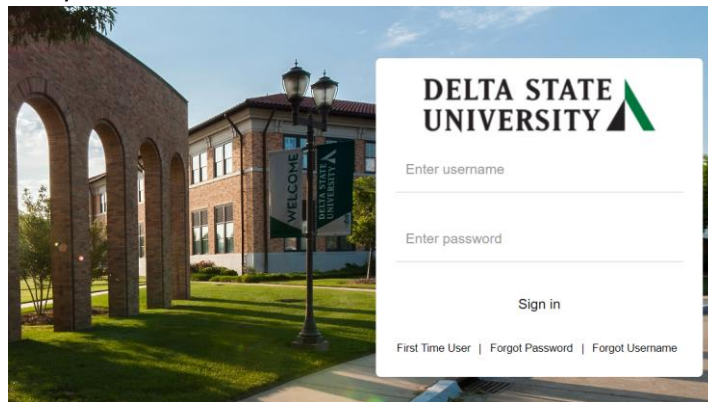 WELCOME
DELTA STATE
UNIVERSITY
DELTA STATE
UNIVERSITY
Enter username
Enter password
Sign in
First Time User | Forgot Password | Forgot Username